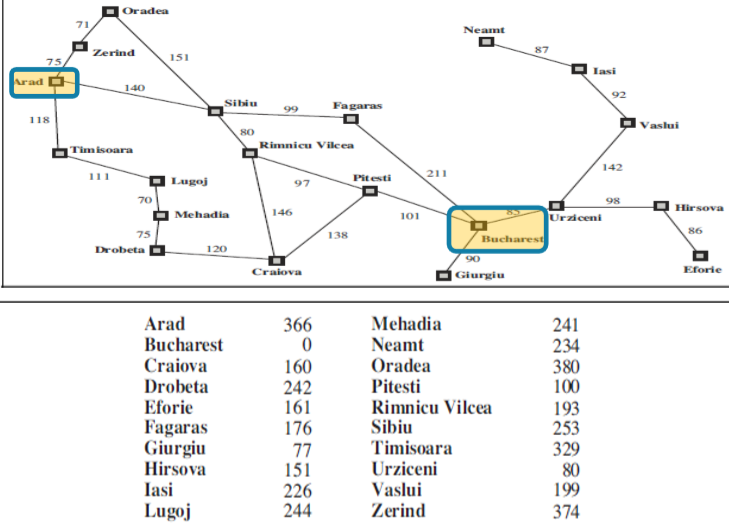 Oradea
71
Neamt
Zerind
87
151
75
Iasi
Arad
140
92
Sibiu
99
Fagaras
118
Vaslui
80
Timisoara
Rimnicu Vilcea
142
111
Lugoj
97
Pitesti
211
70
98
Hirsova
146
101
85
Mehadia
Urziceni
75
138
86
Bucharest
Drobeta
120
90
Craiova
Giurgiu
Eforie
Arad 366 Mehadia 241
Bucharest 0 Neamt 234
Craiova 160 Oradea 380
Drobeta 242 Pitesti 100
Eforie 161 Rimnicu Vilcea 193
Fagaras 176 Sibiu 253
Giurgiu 77 Timisoara 329
Hirsova 151 Urziceni 80
Iasi 226 Vaslui 199
Lugoj 244 Zerind 374